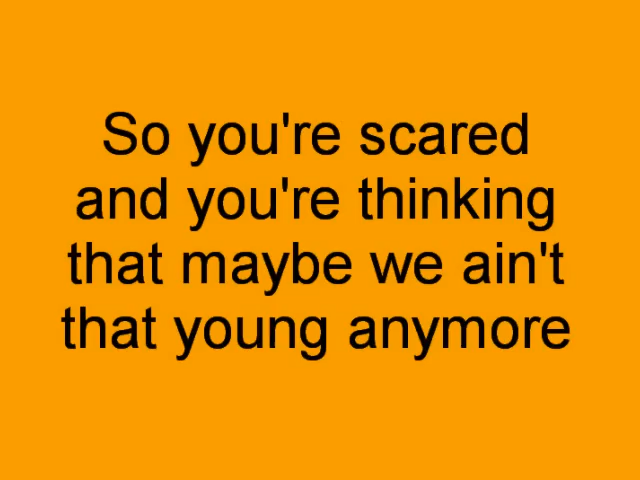 So you're scared
and you're thinking
that maybe we ain't
that young anymore